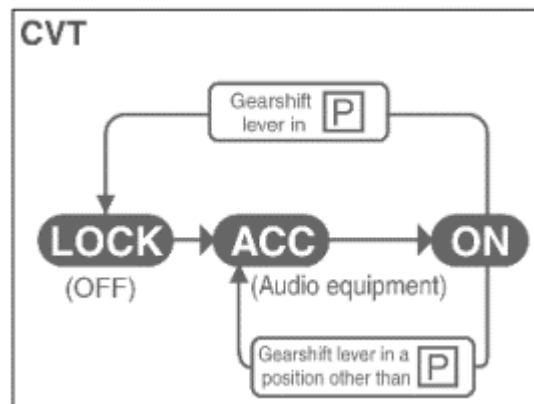 CVT
Gearshift
lever in P
LOCK ACC ON
(OFF) (Audio equipment)
Gearshift lever in a
position other than P